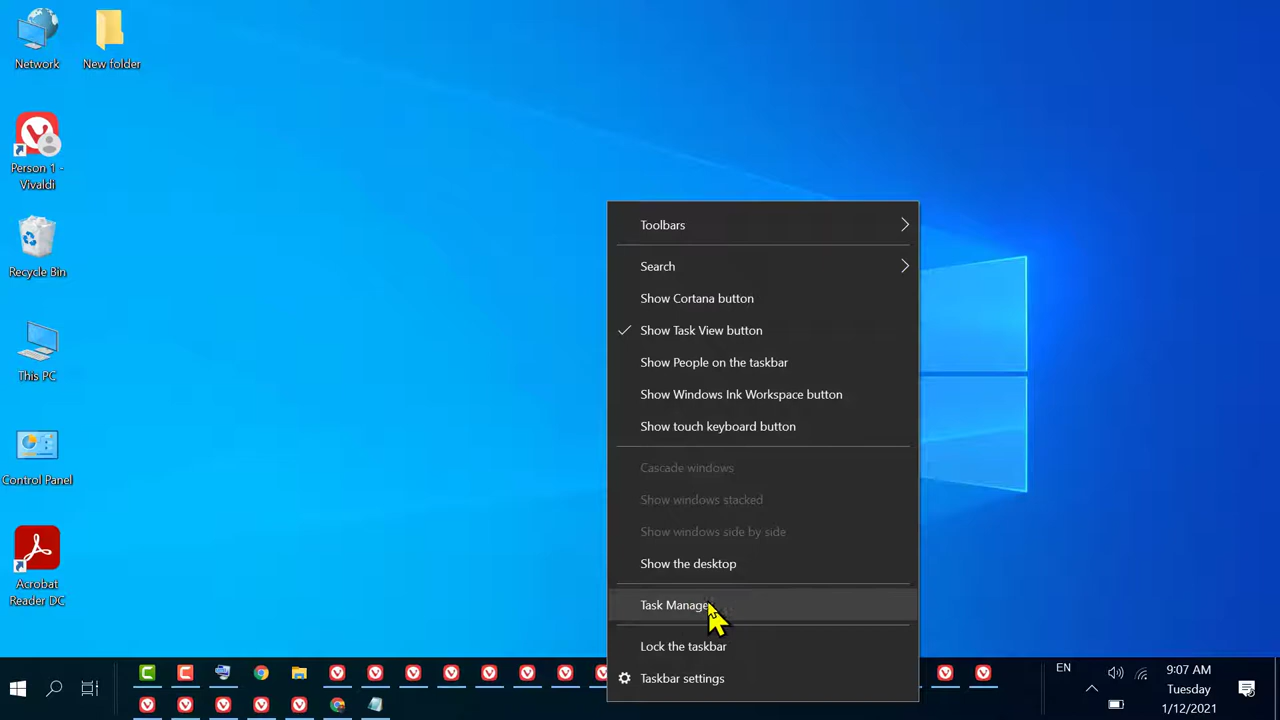 Network
New folder
Person 1 -
Vivaldi
Recycle Bin
This PC
Control Panel
Acrobat
Reader DC
Toolbars
Search
Show Cortana button
Show Task View button
Show People on the taskbar
Show Windows Ink Workspace button
Show touch keyboard button
Cascade windows
Show windows stacked
Show windows side by side
Show the desktop
Task Manage
Lock the taskbar
Taskbar settings
EN
9:07 AM
Tuesday
1/12/2021